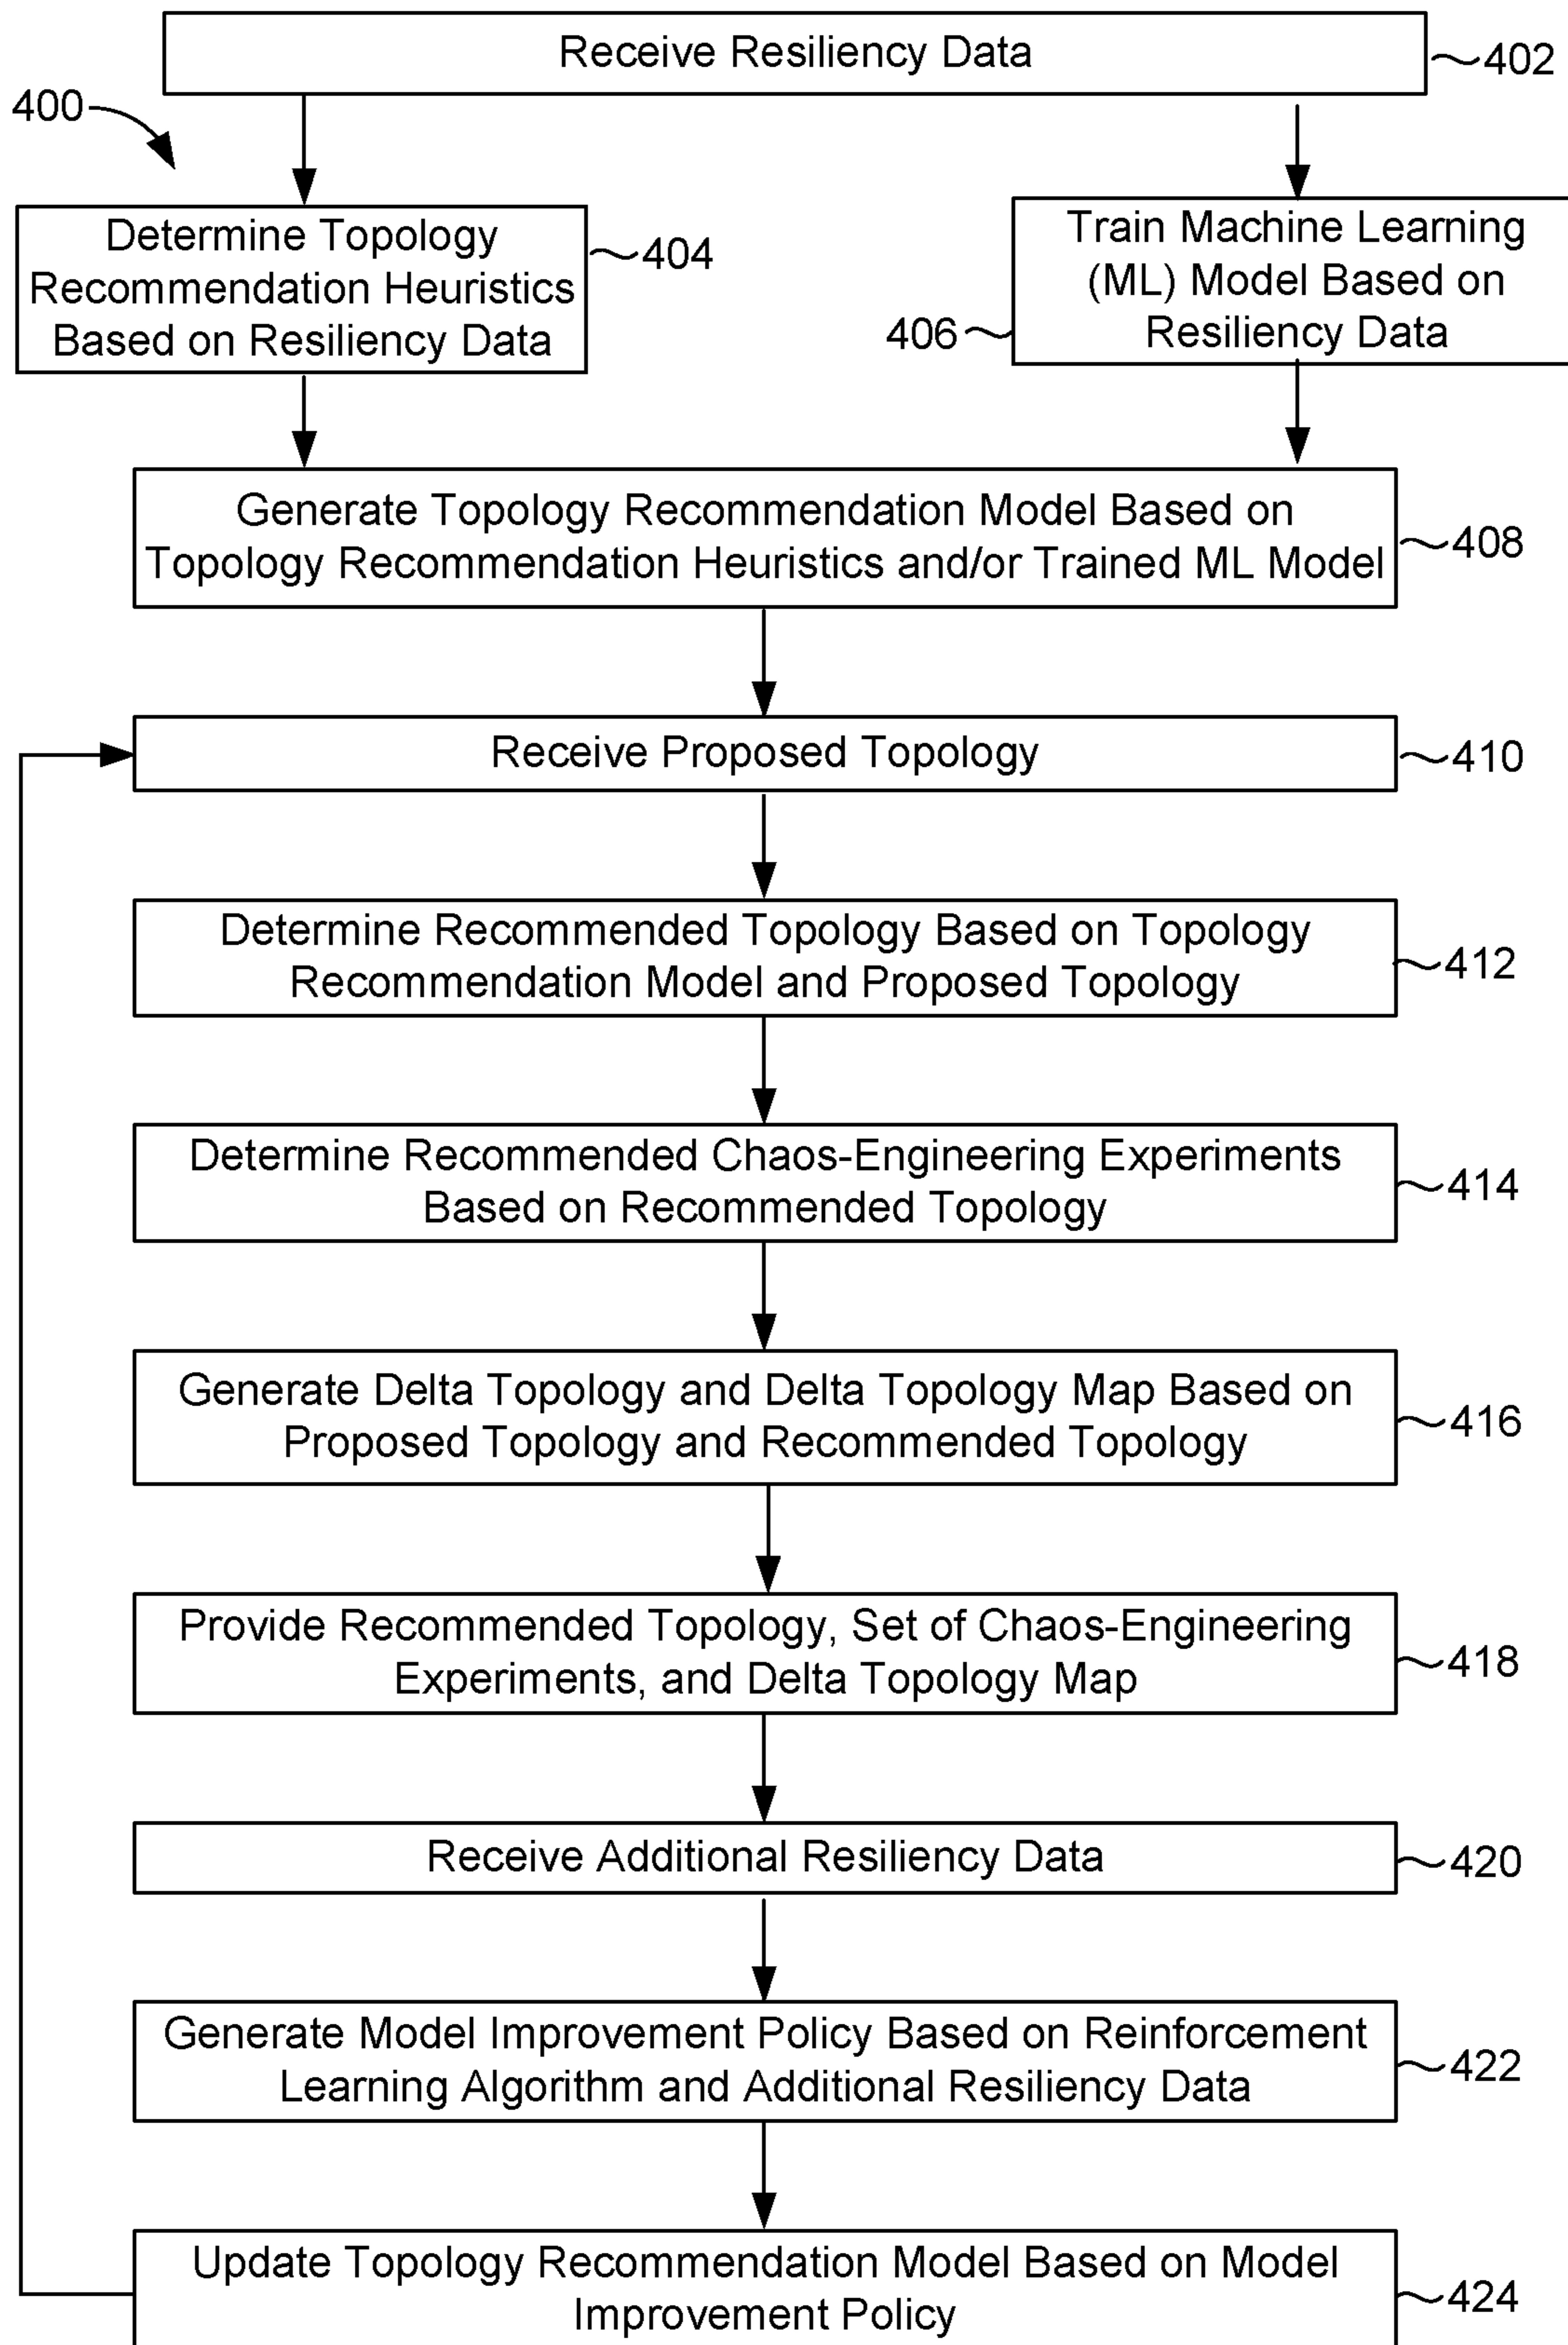 Receive Resiliency Data
402
400
Determine Topology
Recommendation Heuristics
Based on Resiliency Data
404
Train Machine Learning
(ML) Model Based on
Resiliency Data
406
Generate Topology Recommendation Model Based on
Topology Recommendation Heuristics and/or Trained ML Model
408
Receive Proposed Topology
410
Determine Recommended Topology Based on Topology
Recommendation Model and Proposed Topology
412
Determine Recommended Chaos-Engineering Experiments
Based on Recommended Topology
414
Generate Delta Topology and Delta Topology Map Based on
Proposed Topology and Recommended Topology
416
Provide Recommended Topology, Set of Chaos-Engineering
Experiments, and Delta Topology Map
418
Receive Additional Resiliency Data
420
Generate Model Improvement Policy Based on Reinforcement
Learning Algorithm and Additional Resiliency Data
422
Update Topology Recommendation Model Based on Model
Improvement Policy
424